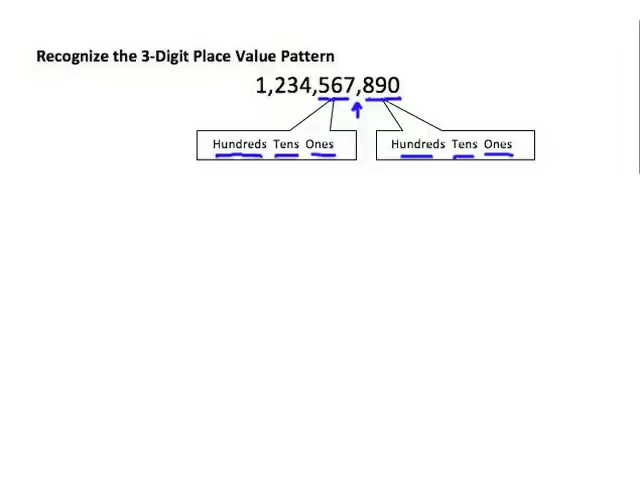 Recognize the 3-Digit Place Value Pattern
1,234,567,890
Hundreds Tens Ones
Hundreds Tens Ones